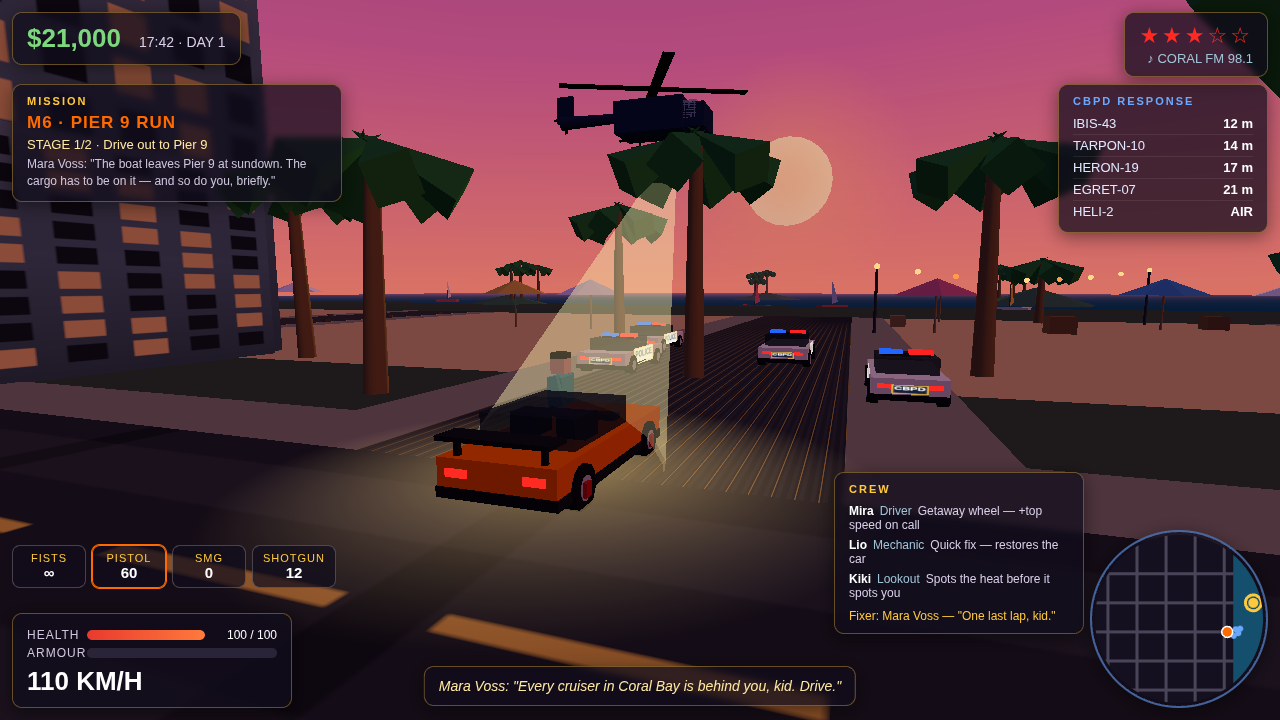 $21,000 17:42 · DAY 1
★★★☆☆
♪ CORAL FM 98.1
MISSION
M6 · PIER 9 RUN
STAGE 1/2 · Drive out to Pier 9
Mara Voss: "The boat leaves Pier 9 at sundown. The
cargo has to be on it — and so do you, briefly."
CBPD RESPONSE
IBIS-43 12 m
TARPON-10 14 m
HERON-19 17 m
EGRET-07 21 m
HELI-2 AIR
POLICE
POLICE
CBPD
CBPD
CBPD
CREW
Mira Driver Getaway wheel — +top
speed on call
Lio Mechanic Quick fix — restores the
car
Kiki Lookout Spots the heat before it
spots you
Fixer: Mara Voss — "One last lap, kid."
FISTS PISTOL SMG SHOTGUN
∞ 60 0 12
HEALTH 100 / 100
ARMOUR
110 KM/H
Mara Voss: "Every cruiser in Coral Bay is behind you, kid. Drive."